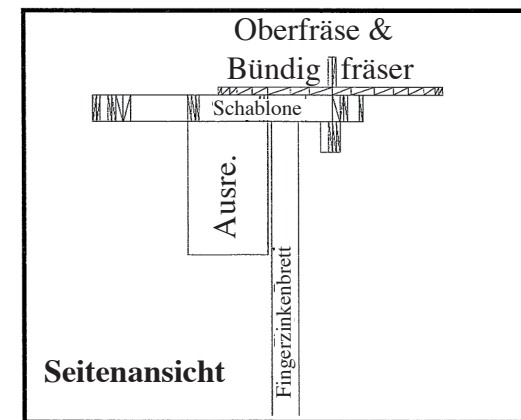 Oberfräse &
Bündig fräser
Schablone
Ausre.
Fingerzinkenbrett
Seitenansicht